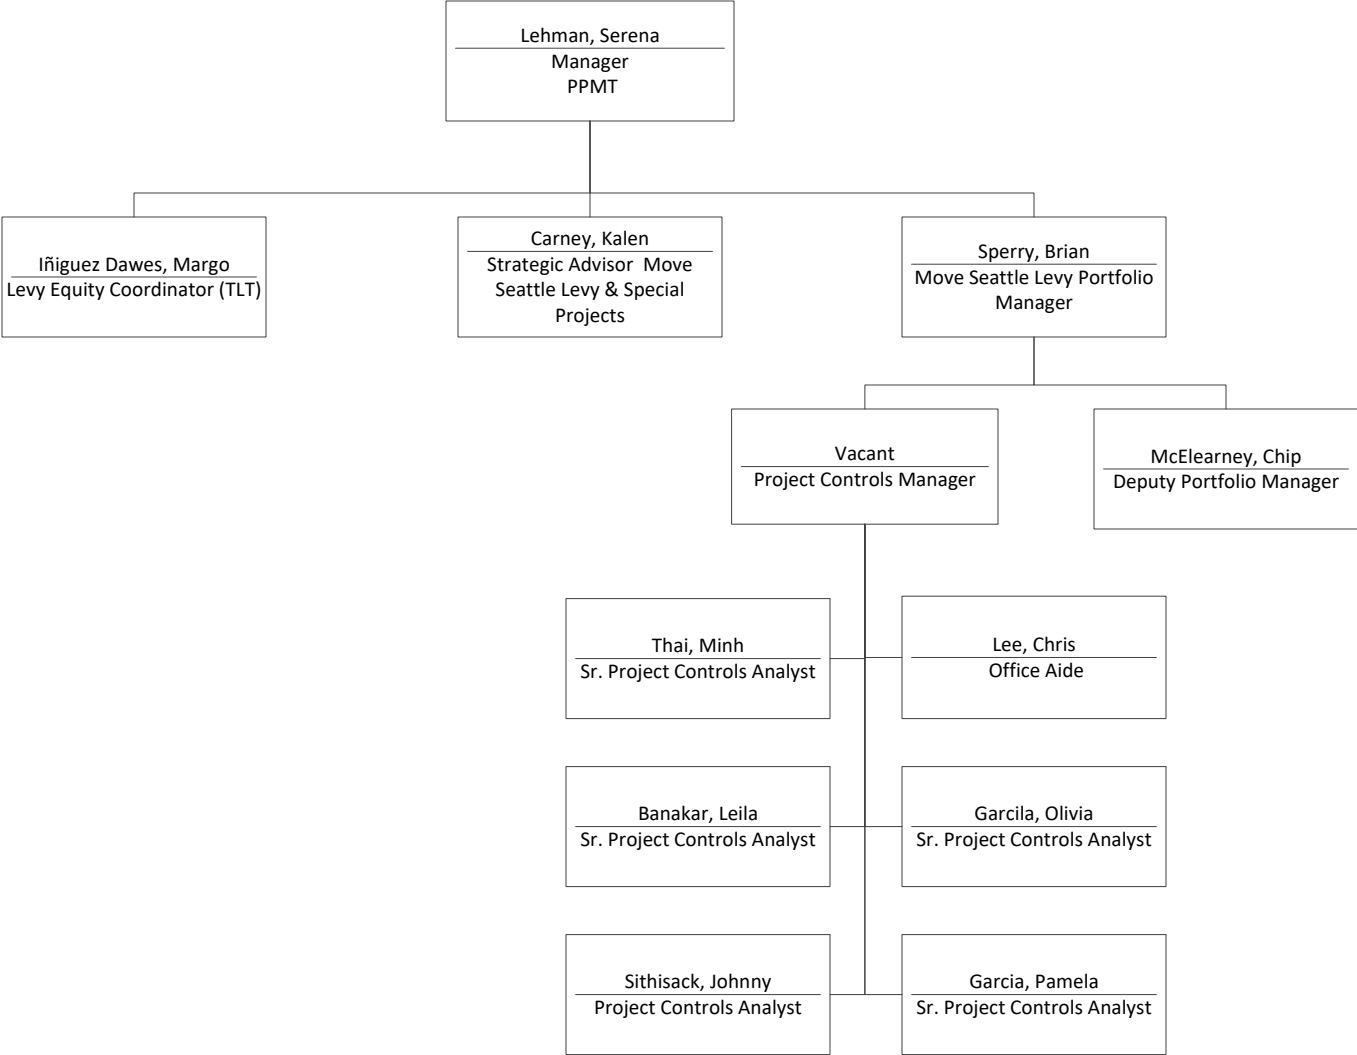 Lehman, Serena
Manager
PPMT
Iñiguez Dawes, Margo
Levy Equity Coordinator (TLT)
Carney, Kalen
Strategic Advisor  Move
Seattle Levy & Special
Projects
Sperry, Brian
Move Seattle Levy Portfolio
Manager
Vacant
Project Controls Manager
McElearney, Chip
Deputy Portfolio Manager
Thai, Minh
Sr. Project Controls Analyst
Lee, Chris
Office Aide
Banakar, Leila
Sr. Project Controls Analyst
Garcila, Olivia
Sr. Project Controls Analyst
Sithisack, Johnny
Project Controls Analyst
Garcia, Pamela
Sr. Project Controls Analyst